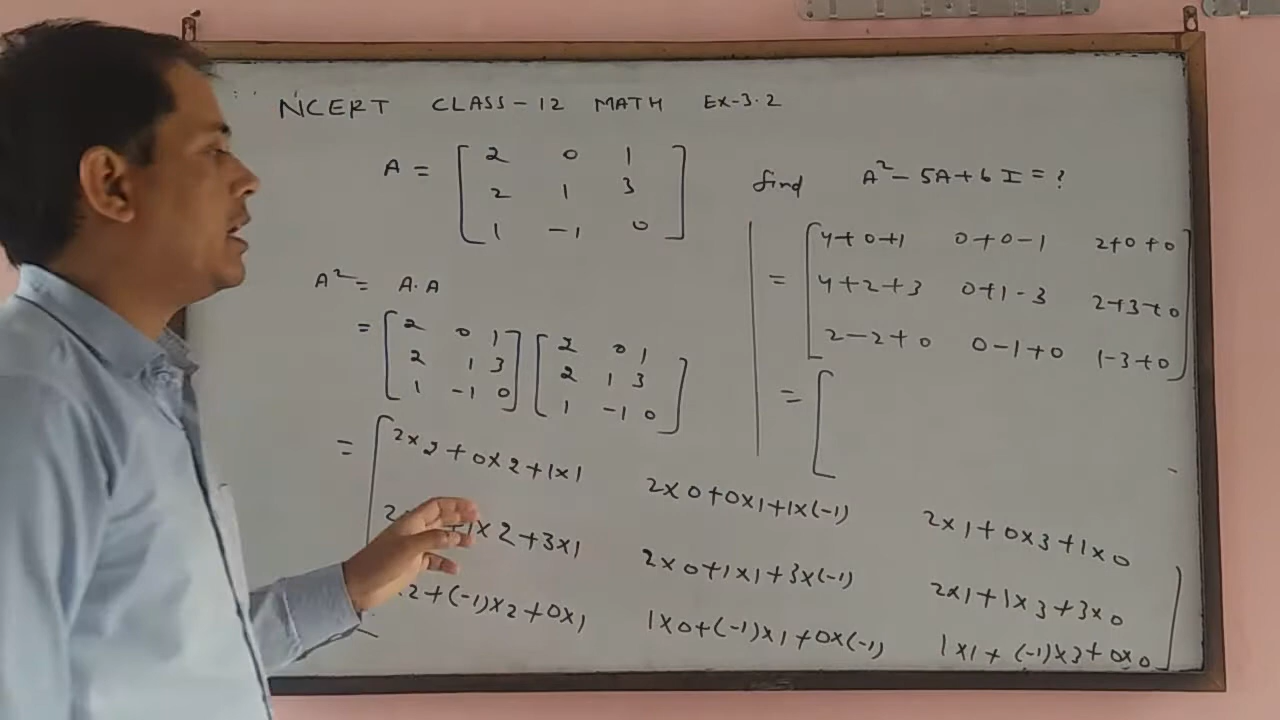 NCERT CLASS-12 MATH EX-3.2
A = [ 2 0 1
2 1 3
1 -1 0 ]
find A² - 5A + 6 I = ?
A² = A·A
= [ 2 0 1 ] [ 2 0 1
2 1 3 2 1 3
1 -1 0 1 -1 0 ]
= [ 2×2+0×2+1×1 2×0+0×1+1×(-1) 2×1+0×3+1×0
2 +1×2+3×1 2×0+1×1+3×(-1) 2×1+1×3+3×0
×2+(-1)×2+0×1 1×0+(-1)×1+0×(-1) 1×1+(-1)×3+0×0 ]
= [ 4+0+1 0+0-1 2+0+0
4+2+3 0+1-3 2+3+0
2-2+0 0-1+0 1-3+0 ]
= [